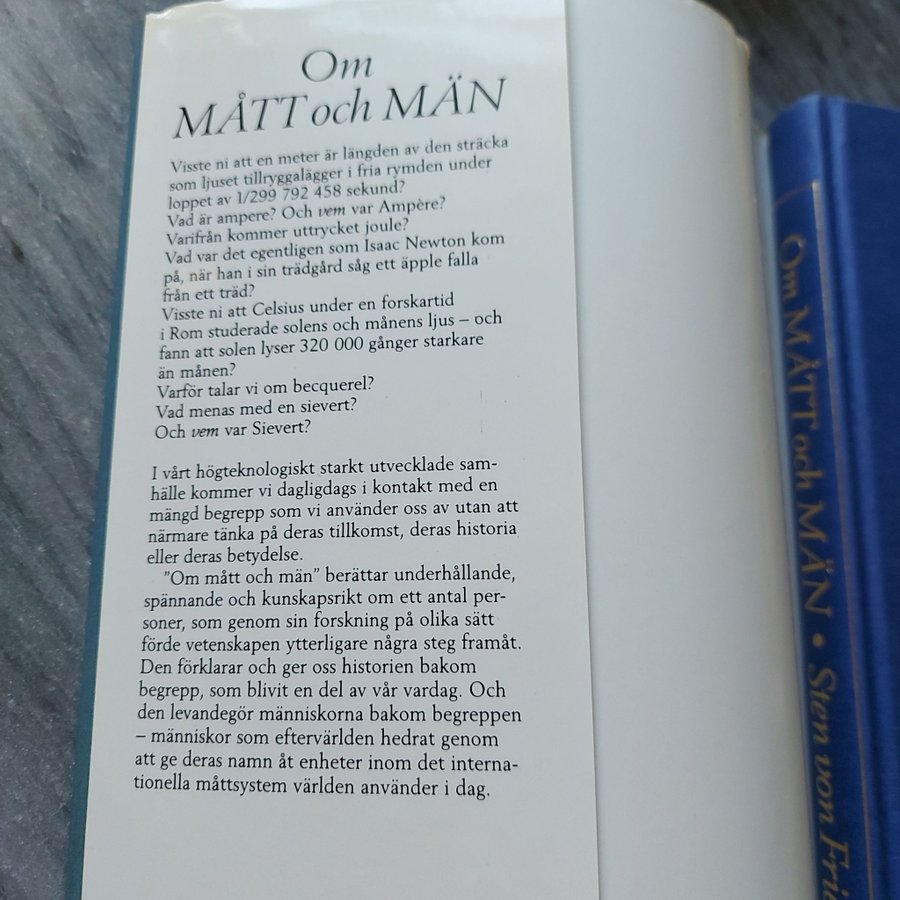 Om
MÅTT och MÄN
Visste ni att en meter är längden av den sträcka
som ljuset tillryggalägger i fria rymden under
loppet av 1/299 792 458 sekund?
Vad är ampere? Och vem var Ampère?
Varifrån kommer uttrycket joule?
Vad var det egentligen som Isaac Newton kom
på, när han i sin trädgård såg ett äpple falla
från ett träd?
Visste ni att Celsius under en forskartid
i Rom studerade solens och månens ljus – och
fann att solen lyser 320 000 gånger starkare
än månen?
Varför talar vi om becquerel?
Vad menas med en sievert?
Och vem var Sievert?
I vårt högteknologiskt starkt utvecklade sam-
hälle kommer vi dagligdags i kontakt med en
mängd begrepp som vi använder oss av utan att
närmare tänka på deras tillkomst, deras historia
eller deras betydelse.
”Om mått och män” berättar underhållande,
spännande och kunskapsrikt om ett antal per-
soner, som genom sin forskning på olika sätt
förde vetenskapen ytterligare några steg framåt.
Den förklarar och ger oss historien bakom
begrepp, som blivit en del av vår vardag. Och
den levandegör människorna bakom begreppen
– människor som eftervärlden hedrat genom
att ge deras namn åt enheter inom det interna-
tionella måttsystem världen använder i dag.
Om MÅTT och MÄN • Sten von Frie